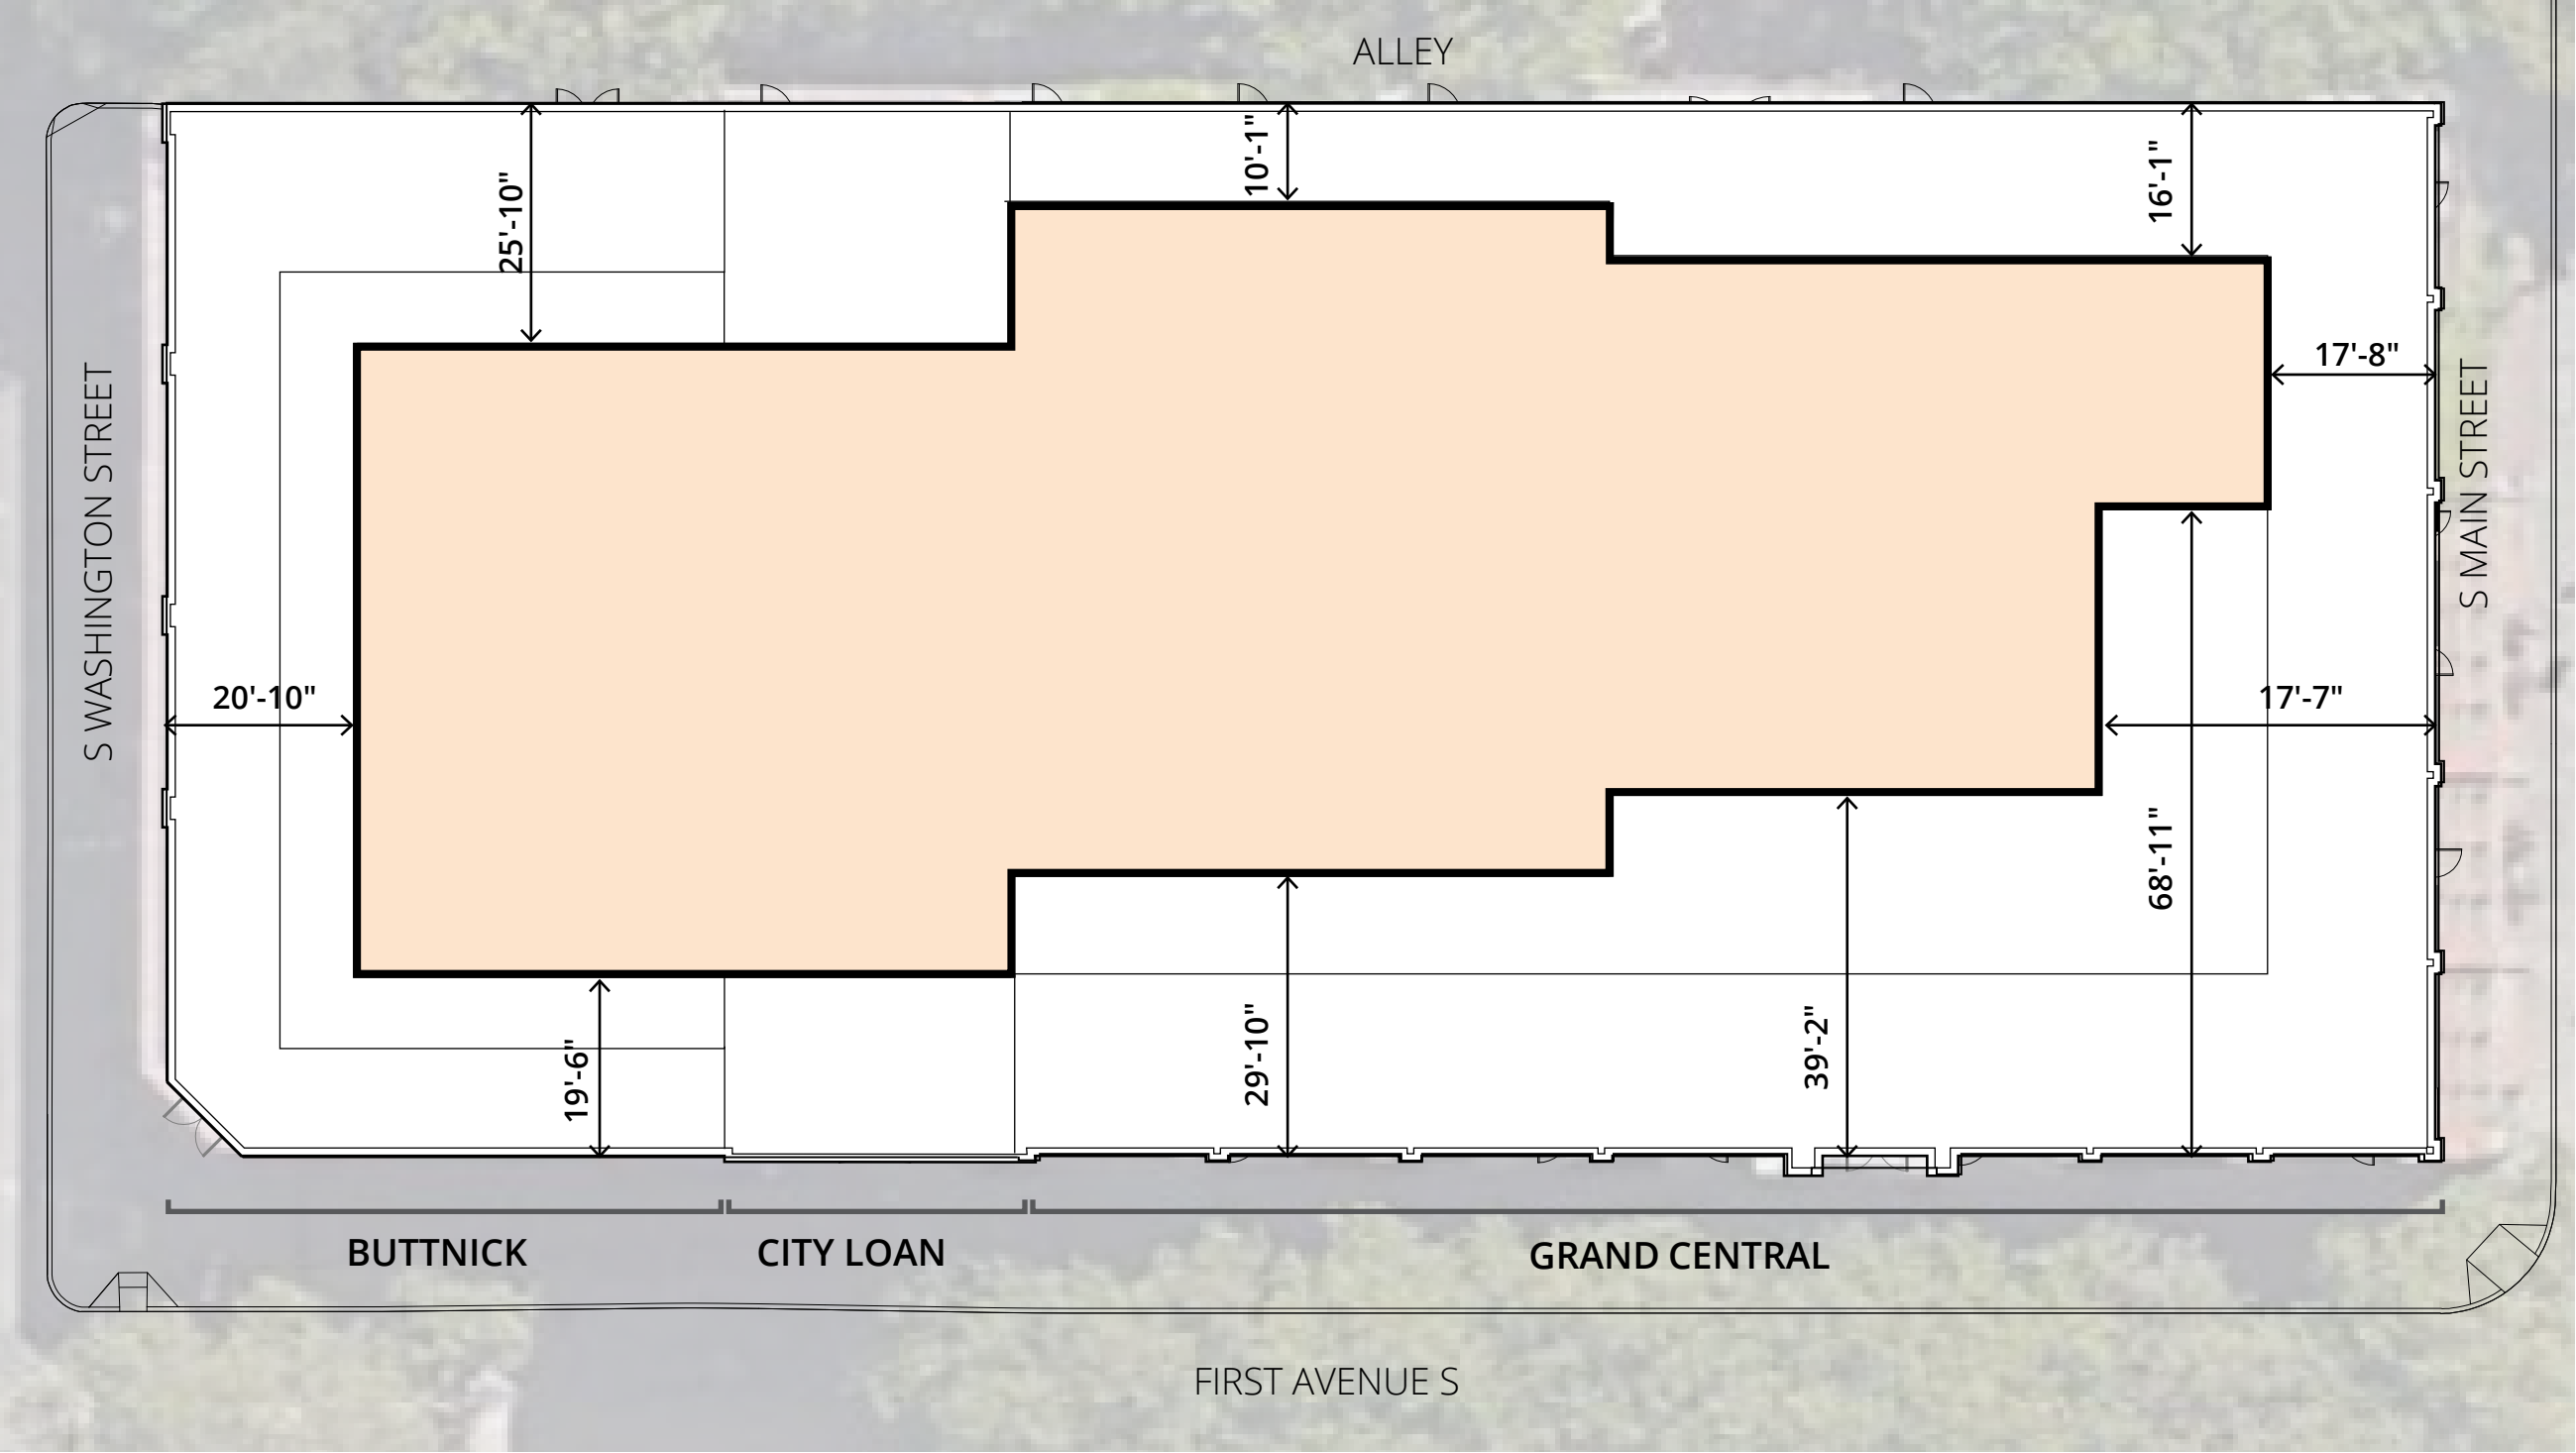 ALLEY
25'-10"
10'-1"
16'-1"
17'-8"
S WASHINGTON STREET
S MAIN STREET
20'-10"
17'-7"
68'-11"
19'-6"
29'-10"
39'-2"
BUTTNICK
CITY LOAN
GRAND CENTRAL
FIRST AVENUE S